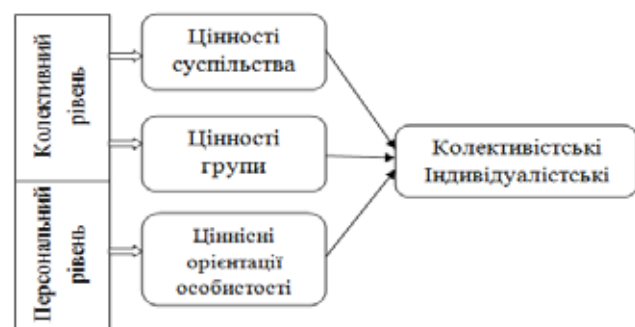 Колективний
рівень
Персональний
рівень
Цінності
суспільства
Цінності
групи
Ціннісні
орієнтації
особистості
Колективістські
Індивідуалістські